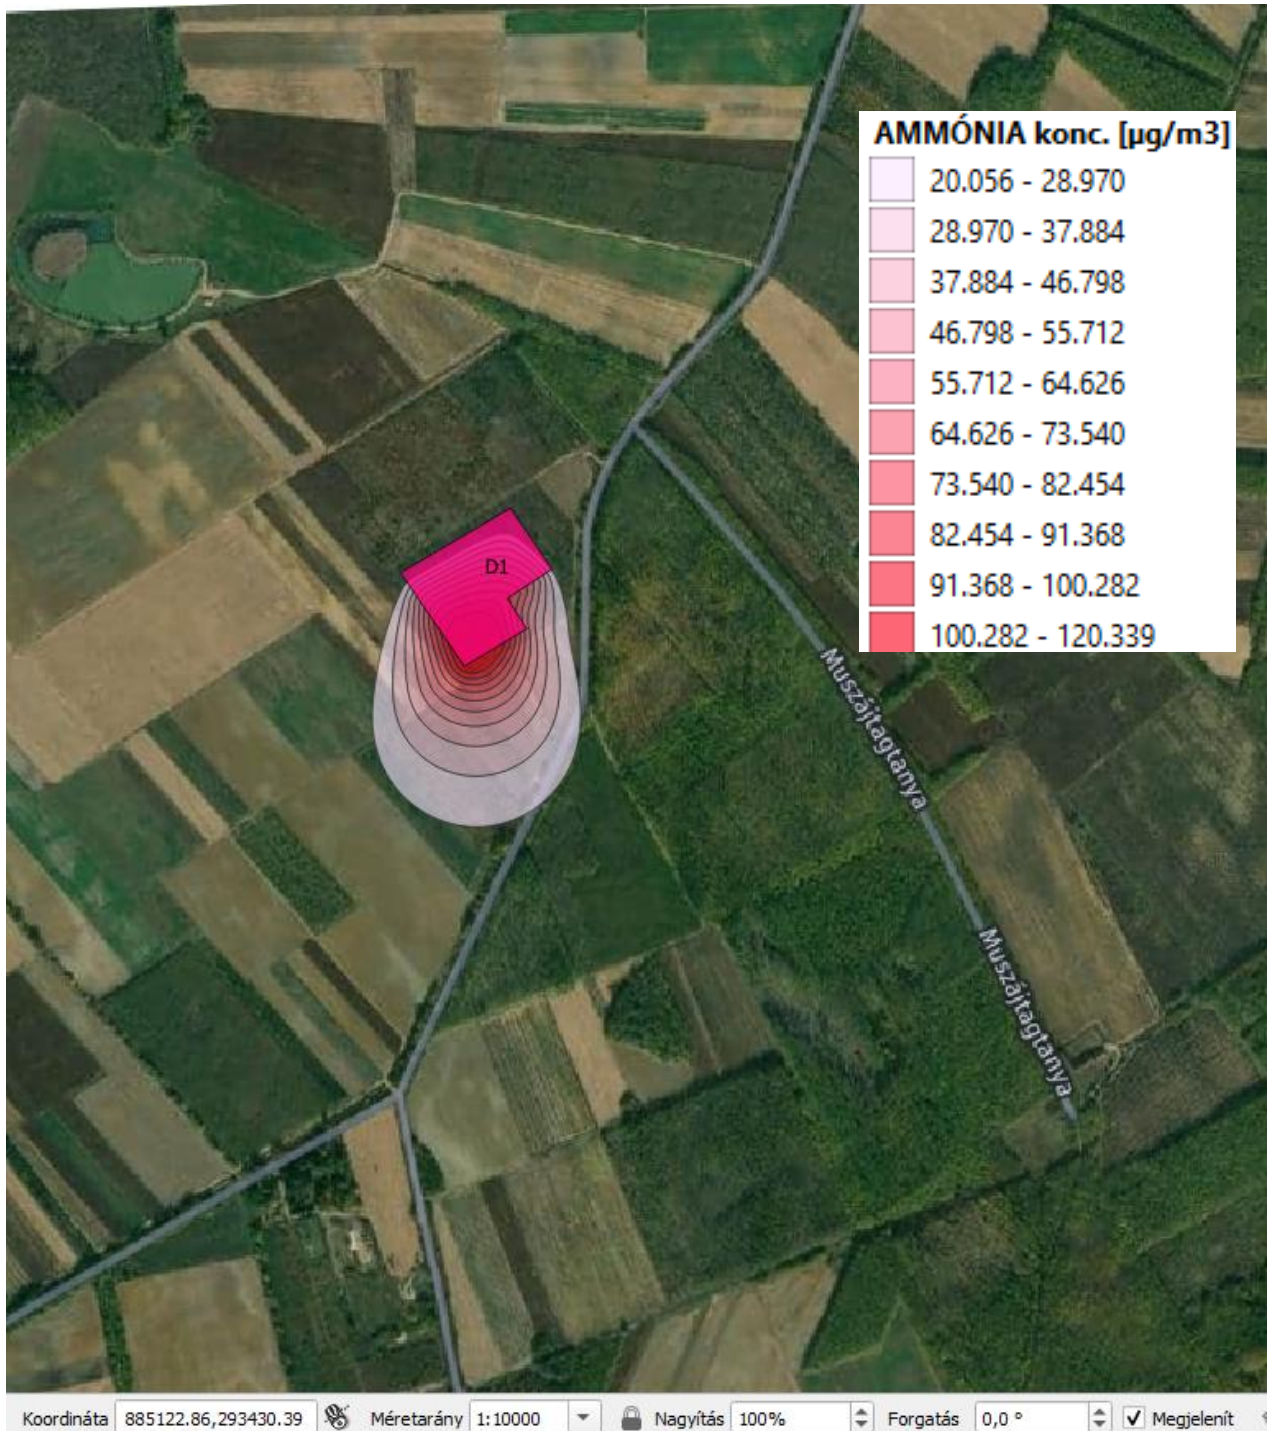 AMMÓNIA konc. [µg/m3]
20.056 - 28.970
28.970 - 37.884
37.884 - 46.798
46.798 - 55.712
55.712 - 64.626
64.626 - 73.540
73.540 - 82.454
82.454 - 91.368
91.368 - 100.282
100.282 - 120.339
D1
Muszájtagtanya
Muszájtagtanya
Koordináta 885122.86,293430.39 Méretarány 1:10000 Nagyítás 100% Forgatás 0,0 ° Megjelenít